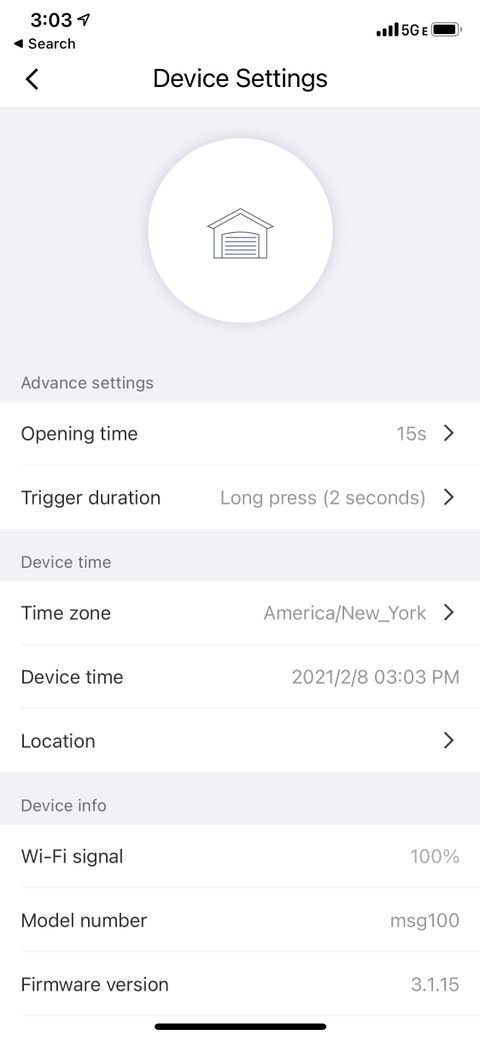 3:03
5G E
Search
Device Settings
Advance settings
Opening time 15s
Trigger duration Long press (2 seconds)
Device time
Time zone America/New_York
Device time 2021/2/8 03:03 PM
Location
Device info
Wi-Fi signal 100%
Model number msg100
Firmware version 3.1.15